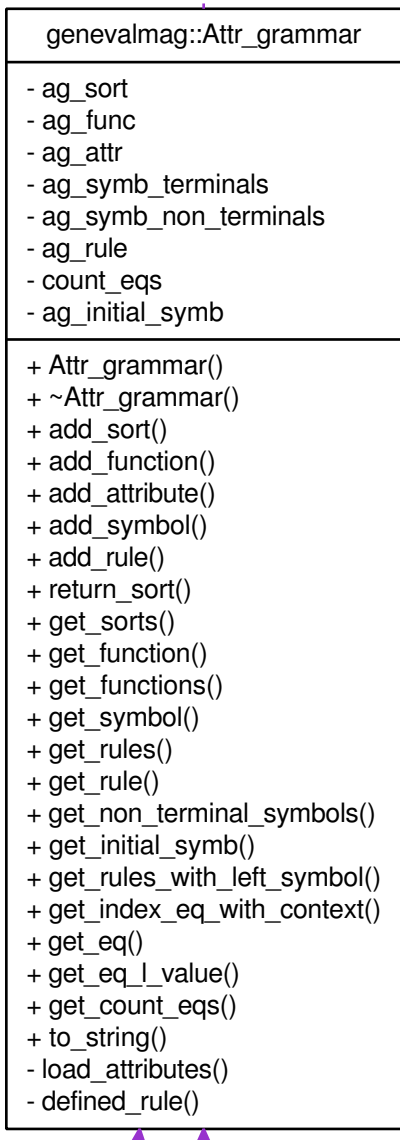 genevalmag::Attr_grammar
- ag_sort
- ag_func
- ag_attr
- ag_symb_terminals
- ag_symb_non_terminals
- ag_rule
- count_eqs
- ag_initial_symb
+ Attr_grammar()
+ ~Attr_grammar()
+ add_sort()
+ add_function()
+ add_attribute()
+ add_symbol()
+ add_rule()
+ return_sort()
+ get_sorts()
+ get_function()
+ get_functions()
+ get_symbol()
+ get_rules()
+ get_rule()
+ get_non_terminal_symbols()
+ get_initial_symb()
+ get_rules_with_left_symbol()
+ get_index_eq_with_context()
+ get_eq()
+ get_eq_l_value()
+ get_count_eqs()
+ to_string()
- load_attributes()
- defined_rule()